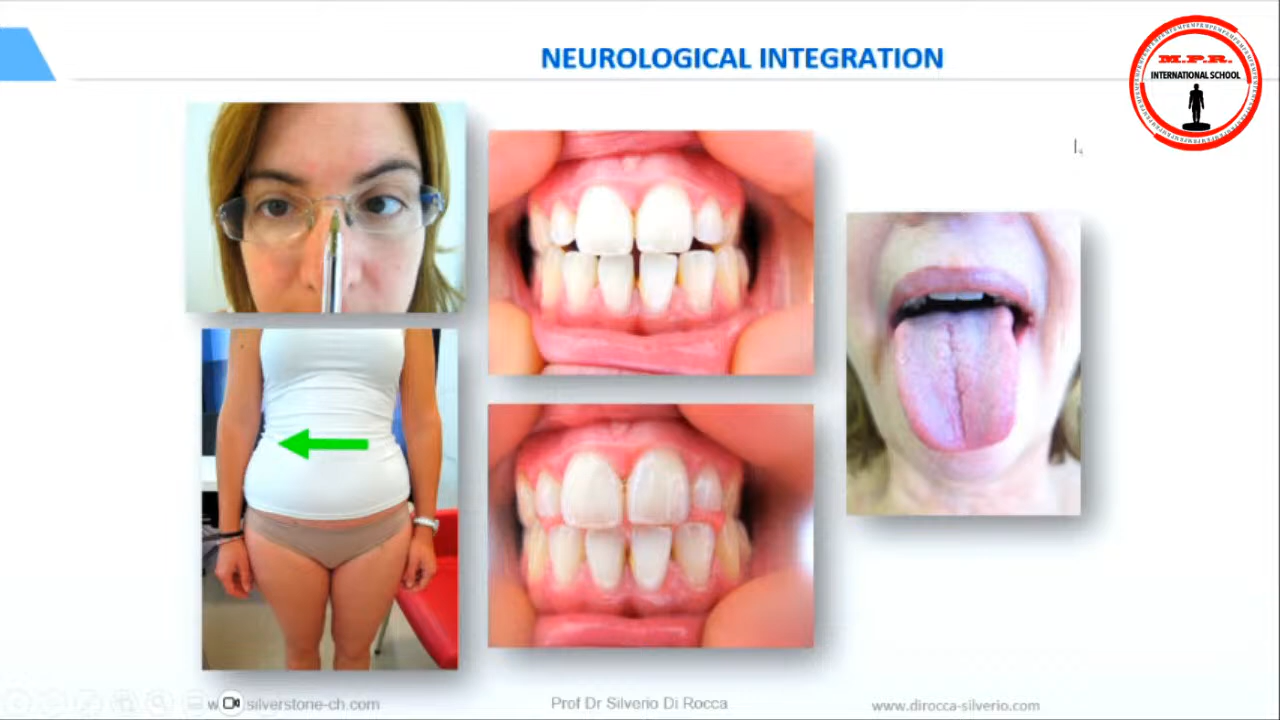 NEUROLOGICAL INTEGRATION
M.P.R.
INTERNATIONAL SCHOOL
silverstone-ch.com
Prof Dr Silverio Di Rocca
www.dirocca-silverio.com